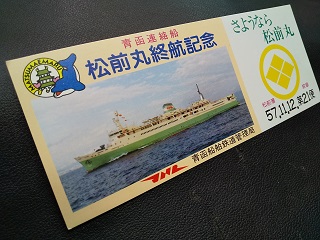 青函連絡船
松前丸終航記念
青函船舶鉄道管理局
さようなら
松前丸
57.11.12.第21便